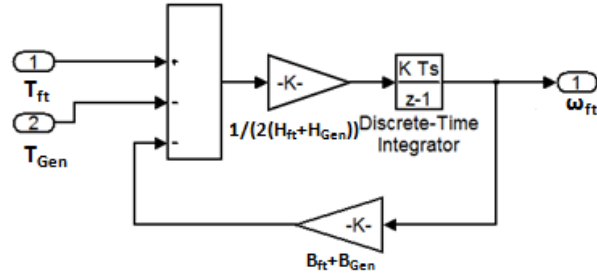 1
T_ft
2
T_Gen
+
-
-
-K-
1/(2(H_ft+H_Gen))
K Ts
z-1
Discrete-Time
Integrator
1
ω_ft
-K-
B_ft+B_Gen